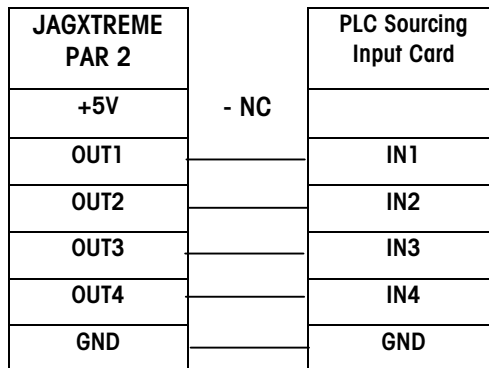 JAGXTREME PLC Sourcing
PAR 2 Input Card
+5V - NC
OUT1 IN1
OUT2 IN2
OUT3 IN3
OUT4 IN4
GND GND